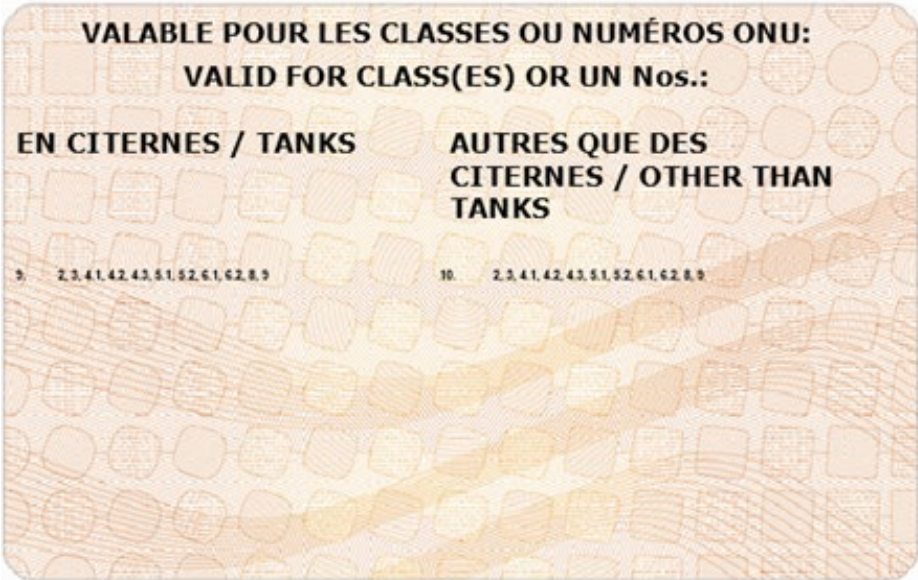 VALABLE POUR LES CLASSES OU NUMÉROS ONU:
VALID FOR CLASS(ES) OR UN Nos.:
EN CITERNES / TANKS
AUTRES QUE DES
CITERNES / OTHER THAN
TANKS
9. 2, 3, 4.1, 4.2, 4.3, 5.1, 5.2, 6.1, 6.2, 8, 9
10. 2, 3, 4.1, 4.2, 4.3, 5.1, 5.2, 6.1, 6.2, 8, 9